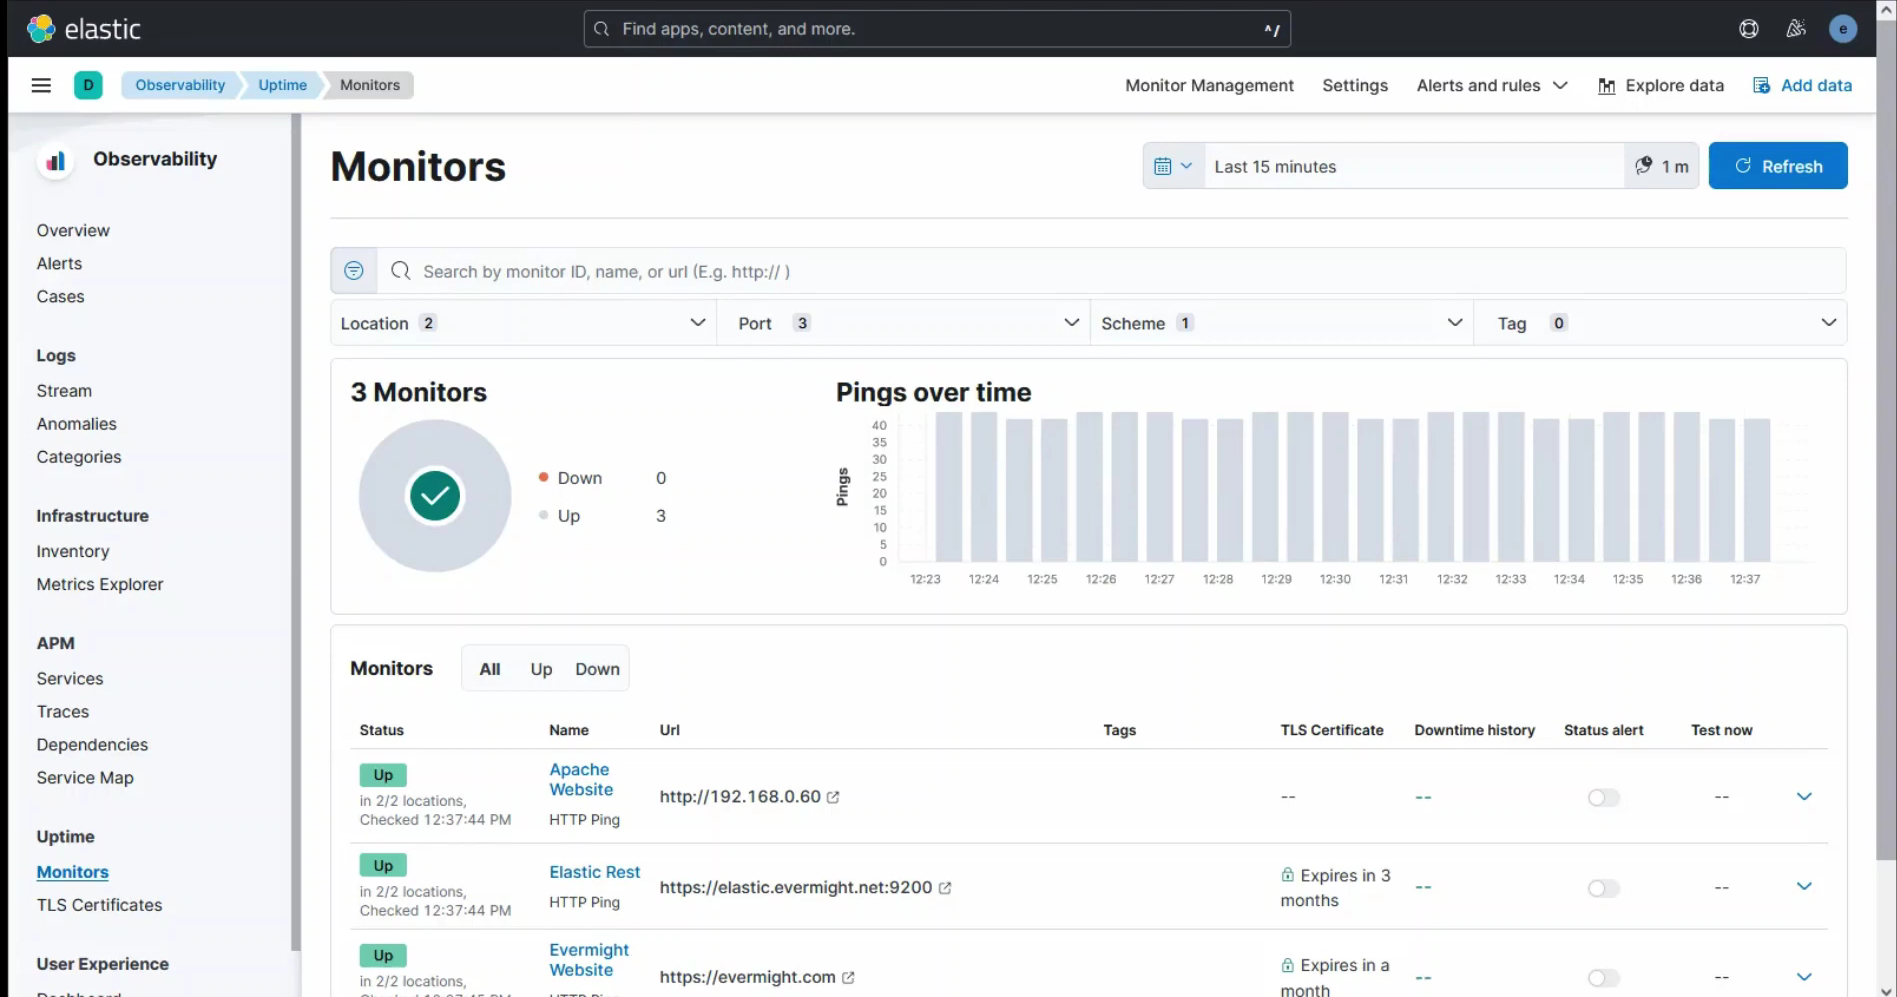 elastic
Find apps, content, and more.
^/
e
D
Observability
Uptime
Monitors
Monitor Management
Settings
Alerts and rules
Explore data
Add data
Observability
Overview
Alerts
Cases
Logs
Stream
Anomalies
Categories
Infrastructure
Inventory
Metrics Explorer
APM
Services
Traces
Dependencies
Service Map
Uptime
Monitors
TLS Certificates
User Experience
Dashboard
Monitors
Last 15 minutes
1 m
Refresh
Search by monitor ID, name, or url (E.g. http:// )
Location 2
Port 3
Scheme 1
Tag 0
3 Monitors
Down 0
Up 3
Pings over time
Pings
40
35
30
25
20
15
10
5
0
12:23 12:24 12:25 12:26 12:27 12:28 12:29 12:30 12:31 12:32 12:33 12:34 12:35 12:36 12:37
Monitors
All Up Down
Status Name Url Tags TLS Certificate Downtime history Status alert Test now
Up
in 2/2 locations,
Checked 12:37:44 PM
Apache
Website
HTTP Ping
http://192.168.0.60
-- -- --
Up
in 2/2 locations,
Checked 12:37:44 PM
Elastic Rest
HTTP Ping
https://elastic.evermight.net:9200
Expires in 3
months
-- --
Up
in 2/2 locations,
Evermight
Website
HTTP Ping
https://evermight.com
Expires in a
month
-- --